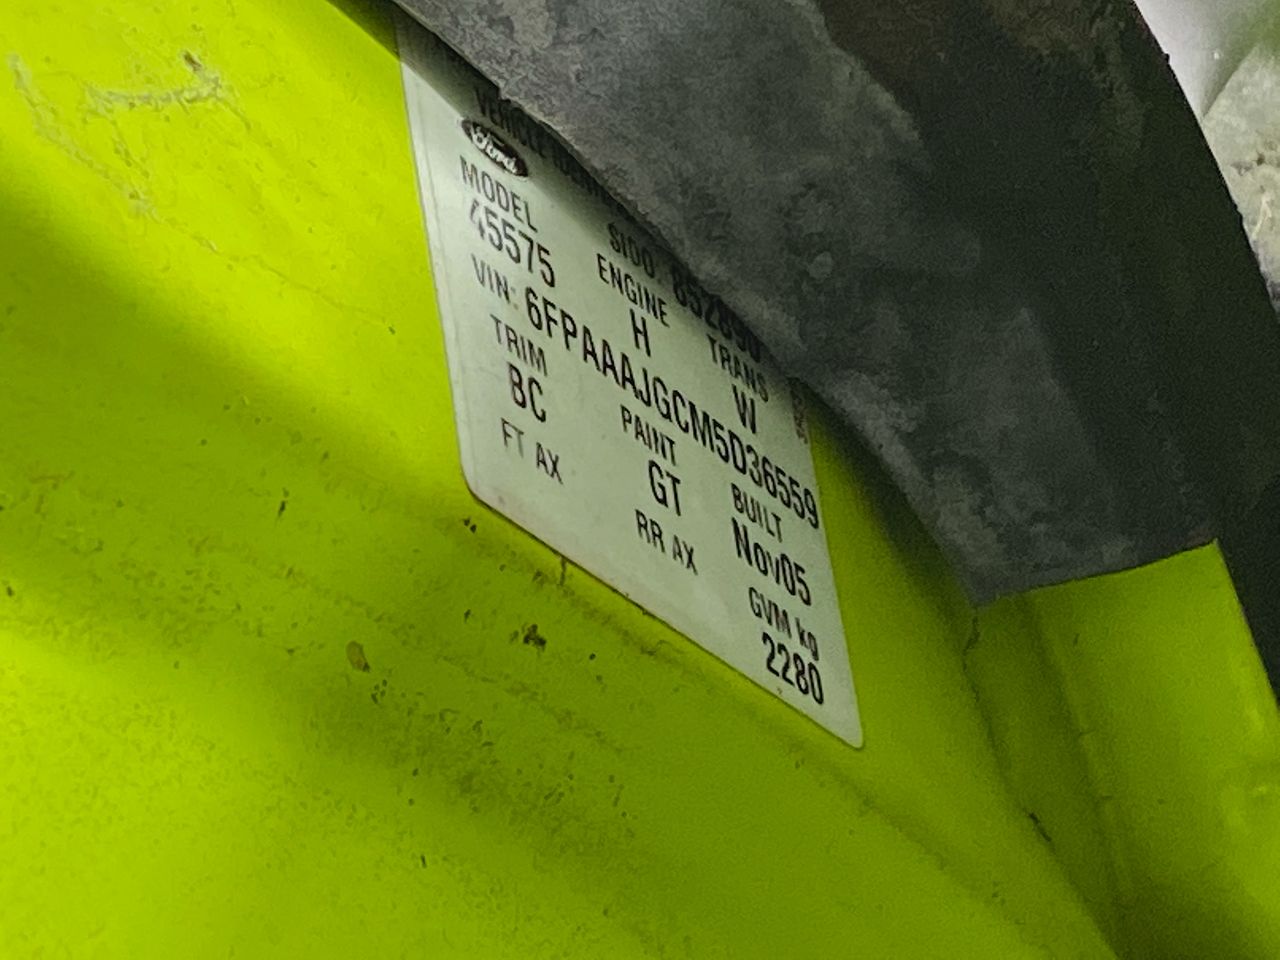 VEHICLE
Ford
SIDO. 852890
MODEL ENGINE TRANS
45575 H W
VIN: 6FPAAAJGCM5D36559
TRIM PAINT BUILT
BC GT Nov05
FT AX RR AX GVM kg
2280